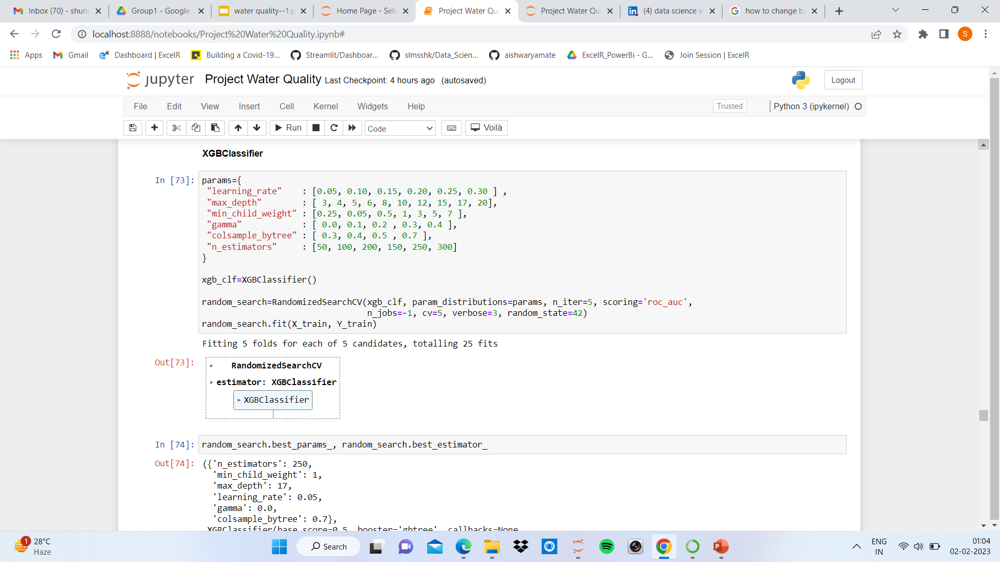 Inbox (70) - shund
Group1 - Google
water quality--1.p
Home Page - Sele
Project Water Qu
Project Water Qu
(4) data science in
how to change ba
localhost:8888/notebooks/Project%20Water%20Quality.ipynb#
S
Apps
Gmail
Dashboard | ExcelR
Building a Covid-19...
Streamlit/Dashboar...
slmsshk/Data_Scien...
aishwaryamate
ExcelR_PowerBi - G...
Join Session | ExcelR
jupyter Project Water Quality Last Checkpoint: 4 hours ago (autosaved)
Logout
File Edit View Insert Cell Kernel Widgets Help
Trusted
Python 3 (ipykernel)
Run
Code
Voilà
XGBClassifier
In [73]:
params={
"learning_rate" : [0.05, 0.10, 0.15, 0.20, 0.25, 0.30 ] ,
"max_depth" : [ 3, 4, 5, 6, 8, 10, 12, 15, 17, 20],
"min_child_weight" : [0.25, 0.05, 0.5, 1, 3, 5, 7 ],
"gamma" : [ 0.0, 0.1, 0.2 , 0.3, 0.4 ],
"colsample_bytree" : [ 0.3, 0.4, 0.5 , 0.7 ],
"n_estimators" : [50, 100, 200, 150, 250, 300]
}
xgb_clf=XGBClassifier()
random_search=RandomizedSearchCV(xgb_clf, param_distributions=params, n_iter=5, scoring='roc_auc',
n_jobs=-1, cv=5, verbose=3, random_state=42)
random_search.fit(X_train, Y_train)
Fitting 5 folds for each of 5 candidates, totalling 25 fits
Out[73]:
RandomizedSearchCV
estimator: XGBClassifier
XGBClassifier
In [74]:
random_search.best_params_, random_search.best_estimator_
Out[74]:
({'n_estimators': 250,
'min_child_weight': 1,
'max_depth': 17,
'learning_rate': 0.05,
'gamma': 0.0,
'colsample_bytree': 0.7},
XGBClassifier(base_score=0.5, booster='gbtree', callbacks=None,
1
28°C
Haze
Search
ENG
IN
01:04
02-02-2023